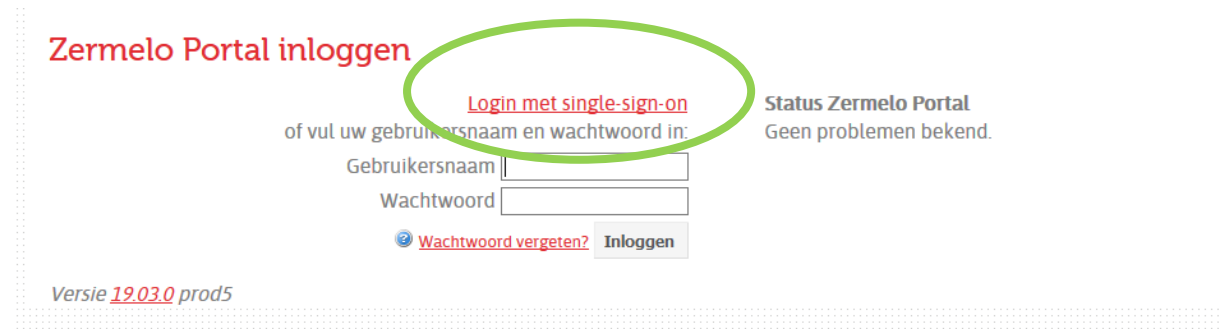 Zermelo Portal inloggen
Login met single-sign-on
of vul uw gebruikersnaam en wachtwoord in:
Gebruikersnaam
Wachtwoord
Wachtwoord vergeten? Inloggen
Status Zermelo Portal
Geen problemen bekend.
Versie 19.03.0 prod5